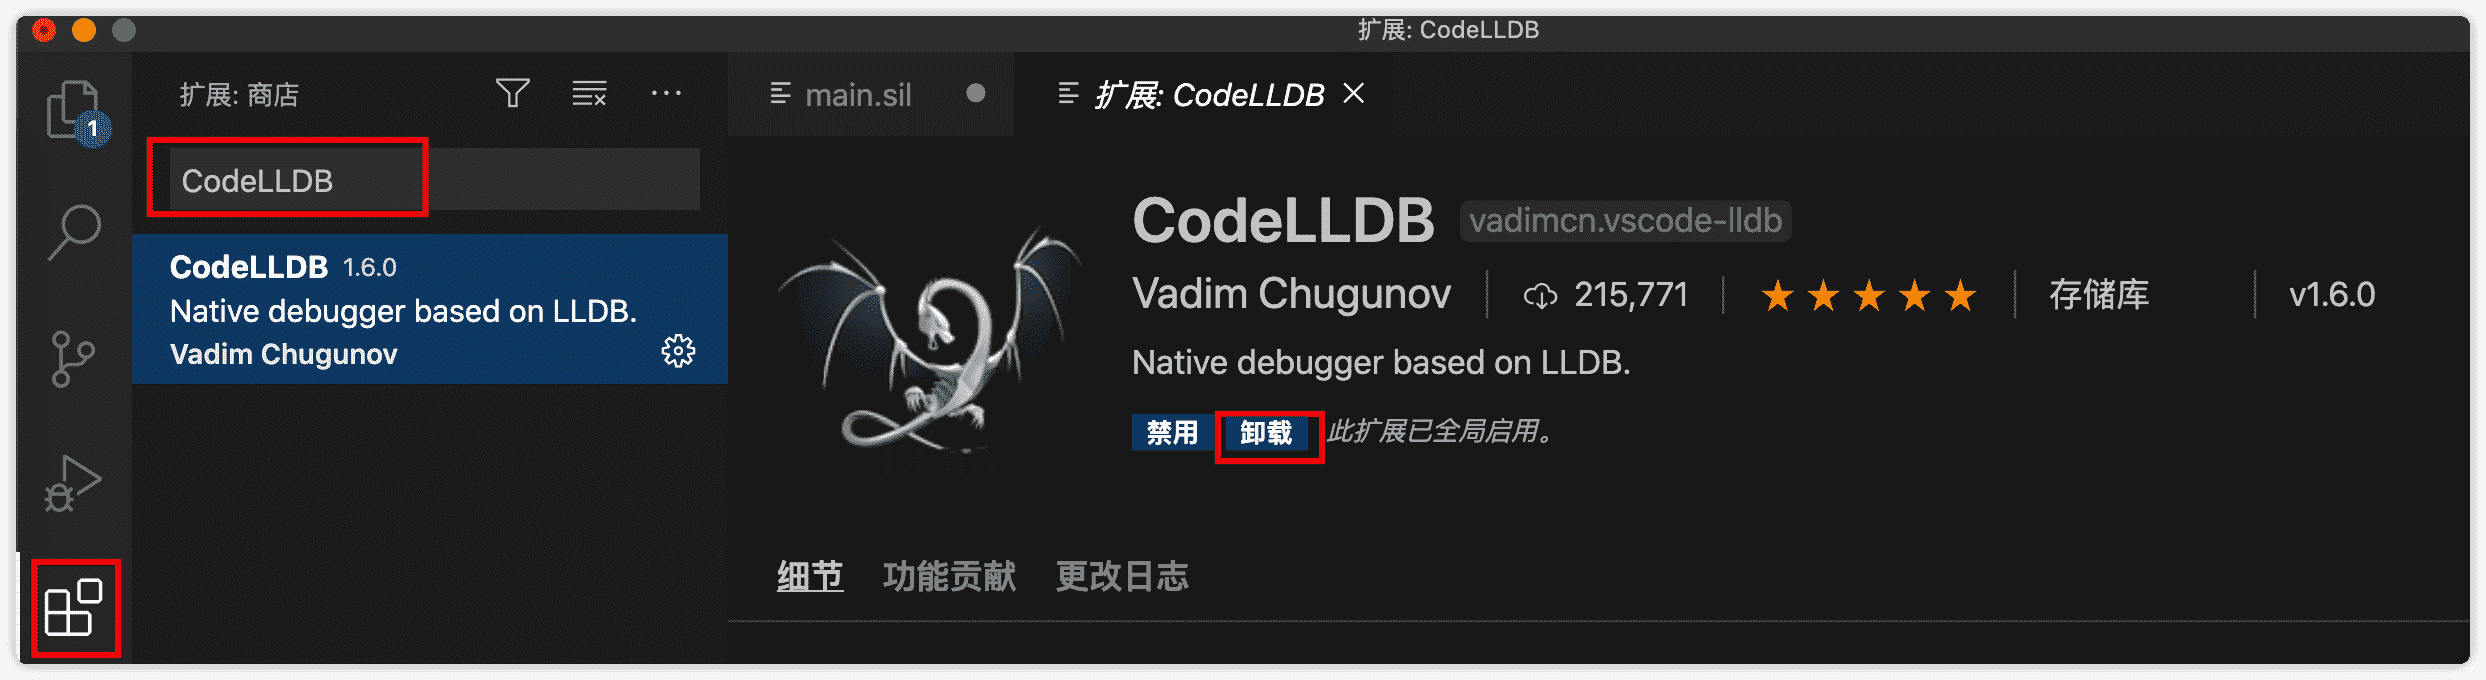 扩展: CodeLLDB
扩展: 商店
main.sil
扩展: CodeLLDB
1
CodeLLDB
CodeLLDB 1.6.0
Native debugger based on LLDB.
Vadim Chugunov
CodeLLDB vadimcn.vscode-lldb
Vadim Chugunov 215,771 存储库 v1.6.0
Native debugger based on LLDB.
禁用 卸载 此扩展已全局启用。
细节 功能贡献 更改日志